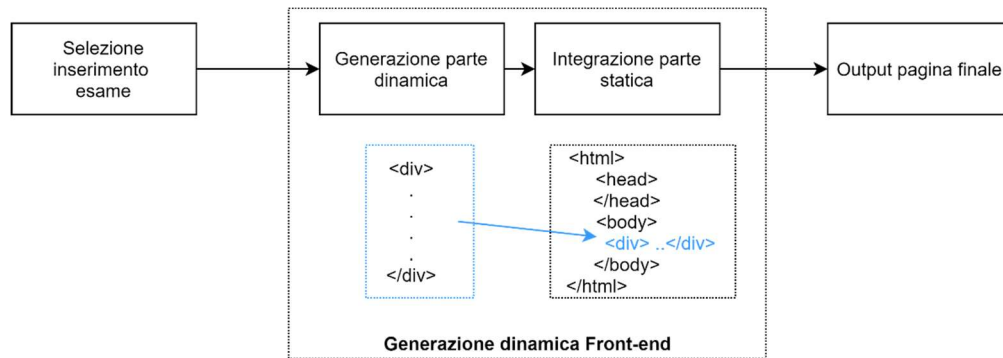 Selezione
inserimento
esame
Generazione parte
dinamica
Integrazione parte
statica
Output pagina finale
<div>
.
.
.
.
</div>
<html>
<head>
</head>
<body>
<div> ..</div>
</body>
</html>
Generazione dinamica Front-end